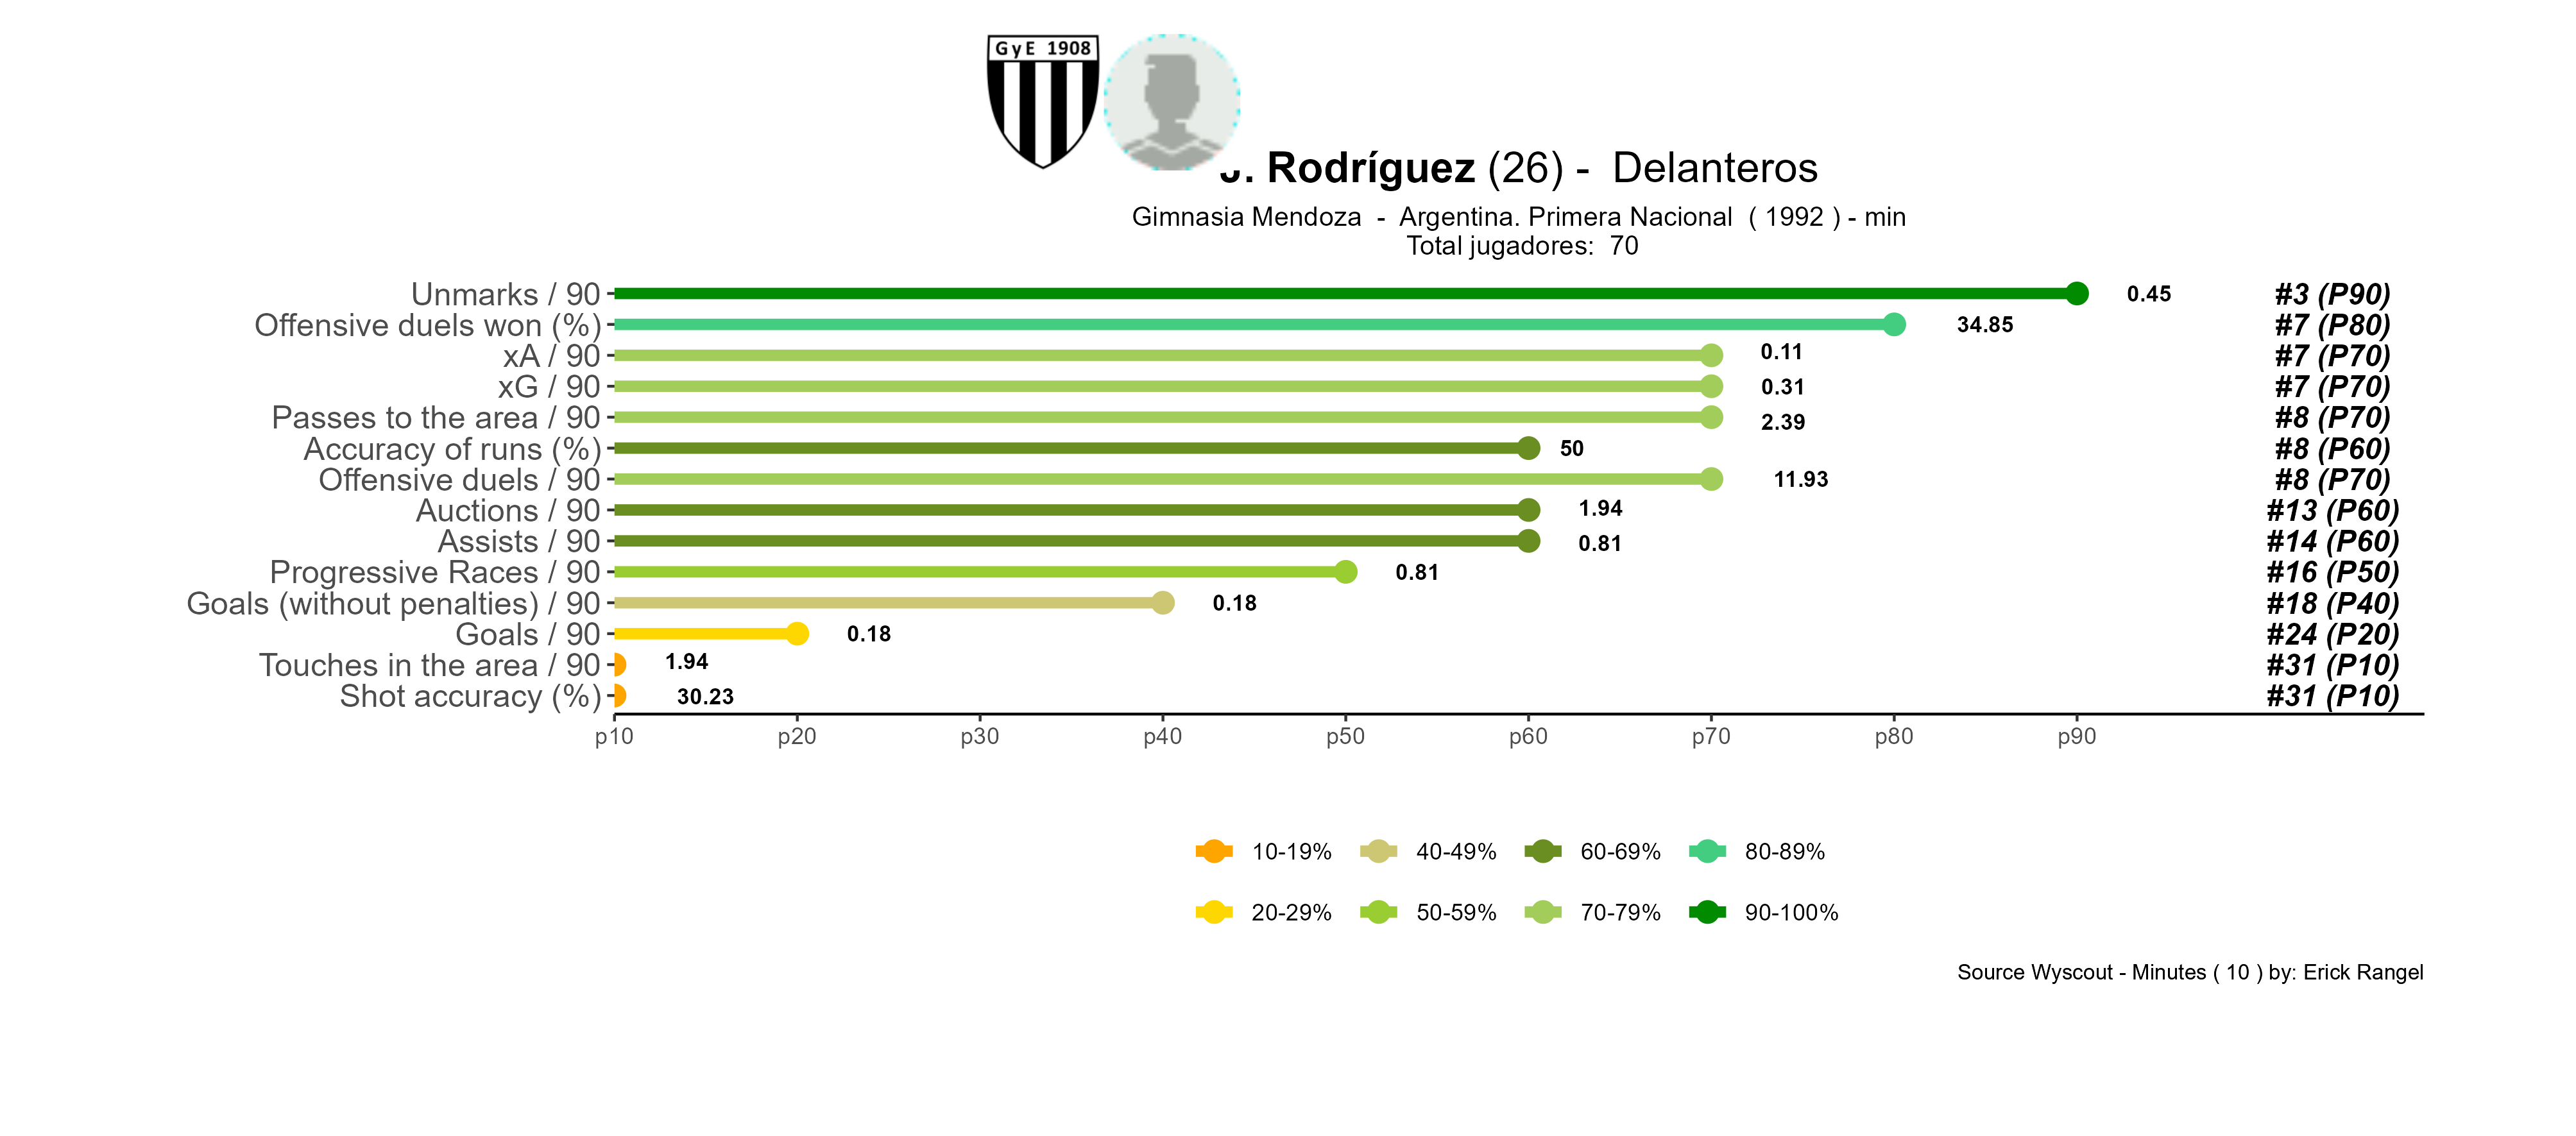 GyE 1908
J. Rodríguez (26) - Delanteros
Gimnasia Mendoza - Argentina. Primera Nacional ( 1992 ) - min
Total jugadores: 70
Unmarks / 90 0.45 #3 (P90)
Offensive duels won (%) 34.85 #7 (P80)
xA / 90 0.11 #7 (P70)
xG / 90 0.31 #7 (P70)
Passes to the area / 90 2.39 #8 (P70)
Accuracy of runs (%) 50 #8 (P60)
Offensive duels / 90 11.93 #8 (P70)
Auctions / 90 1.94 #13 (P60)
Assists / 90 0.81 #14 (P60)
Progressive Races / 90 0.81 #16 (P50)
Goals (without penalties) / 90 0.18 #18 (P40)
Goals / 90 0.18 #24 (P20)
Touches in the area / 90 1.94 #31 (P10)
Shot accuracy (%) 30.23 #31 (P10)
p10 p20 p30 p40 p50 p60 p70 p80 p90
10-19% 40-49% 60-69% 80-89%
20-29% 50-59% 70-79% 90-100%
Source Wyscout - Minutes ( 10 ) by: Erick Rangel